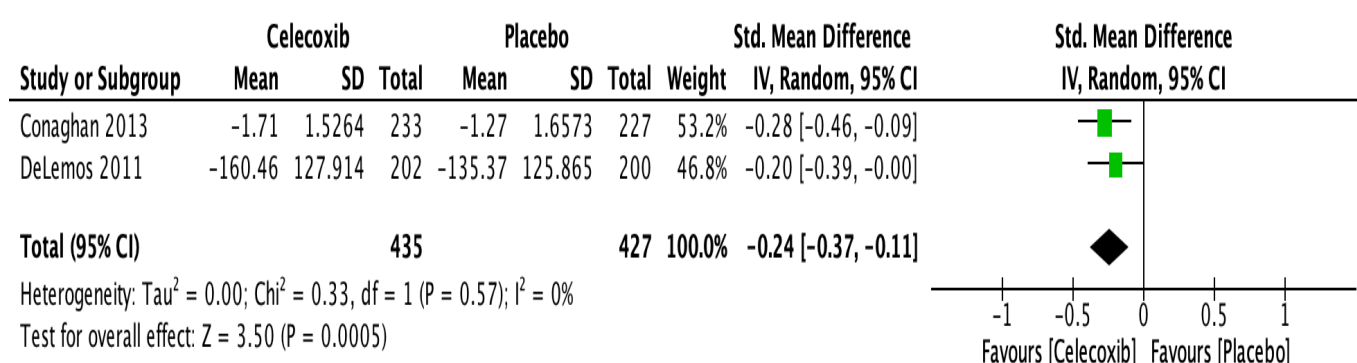 Celecoxib Placebo Std. Mean Difference Std. Mean Difference
Study or Subgroup Mean SD Total Mean SD Total Weight IV, Random, 95% CI IV, Random, 95% CI
Conaghan 2013 −1.71 1.5264 233 −1.27 1.6573 227 53.2% -0.28 [-0.46, -0.09]
DeLemos 2011 −160.46 127.914 202 −135.37 125.865 200 46.8% -0.20 [-0.39, -0.00]
Total (95% CI) 435 427 100.0% -0.24 [-0.37, -0.11]
Heterogeneity: Tau² = 0.00; Chi² = 0.33, df = 1 (P = 0.57); I² = 0%
Test for overall effect: Z = 3.50 (P = 0.0005)
−1 −0.5 0 0.5 1
Favours [Celecoxib] Favours [Placebo]